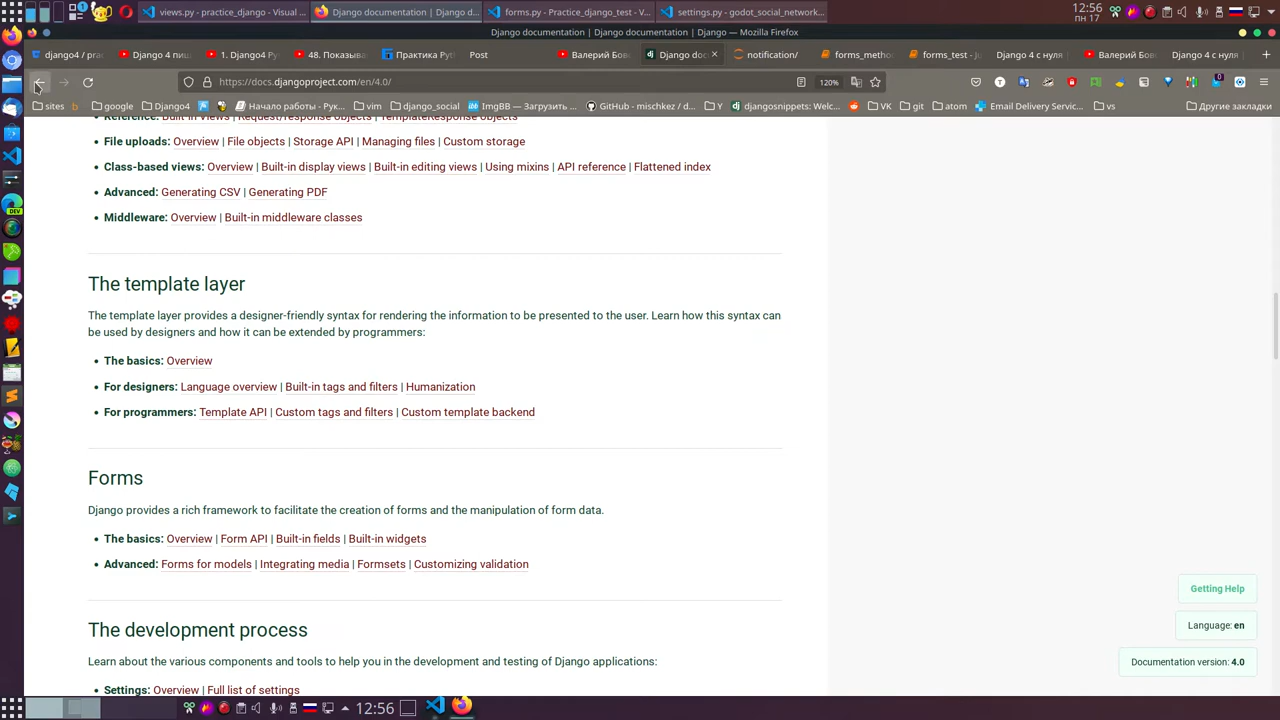 views.py - practice_django - Visual ...
Django documentation | Django d...
forms.py - Practice_django_test - V...
settings.py - godot_social_network...
12:56
пн 17
Django documentation | Django documentation | Django — Mozilla Firefox
django4 / prac
Django 4 пиш
1. Django4 Ру
48. Показыва
Практика Pyt
Post
Валерий Бов
Django doc
notification/
forms_metho
forms_test - Ju
Django 4 с нуля
Валерий Бов
Django 4 с нул
https://docs.djangoproject.com/en/4.0/
120%
sites
google
Django4
Начало работы - Рук...
vim
django_social
ImgBB — Загрузить ...
GitHub - mischkez / d...
Y
djangosnippets: Welc...
VK
git
atom
Email Delivery Servic...
vs
Другие закладки
Reference: Built-in Views | Request/response objects | TemplateResponse objects
File uploads: Overview | File objects | Storage API | Managing files | Custom storage
Class-based views: Overview | Built-in display views | Built-in editing views | Using mixins | API reference | Flattened index
Advanced: Generating CSV | Generating PDF
Middleware: Overview | Built-in middleware classes
The template layer
The template layer provides a designer-friendly syntax for rendering the information to be presented to the user. Learn how this syntax can
be used by designers and how it can be extended by programmers:
The basics: Overview
For designers: Language overview | Built-in tags and filters | Humanization
For programmers: Template API | Custom tags and filters | Custom template backend
Forms
Django provides a rich framework to facilitate the creation of forms and the manipulation of form data.
The basics: Overview | Form API | Built-in fields | Built-in widgets
Advanced: Forms for models | Integrating media | Formsets | Customizing validation
Getting Help
Language: en
The development process
Learn about the various components and tools to help you in the development and testing of Django applications:
Documentation version: 4.0
Settings: Overview | Full list of settings
12:56